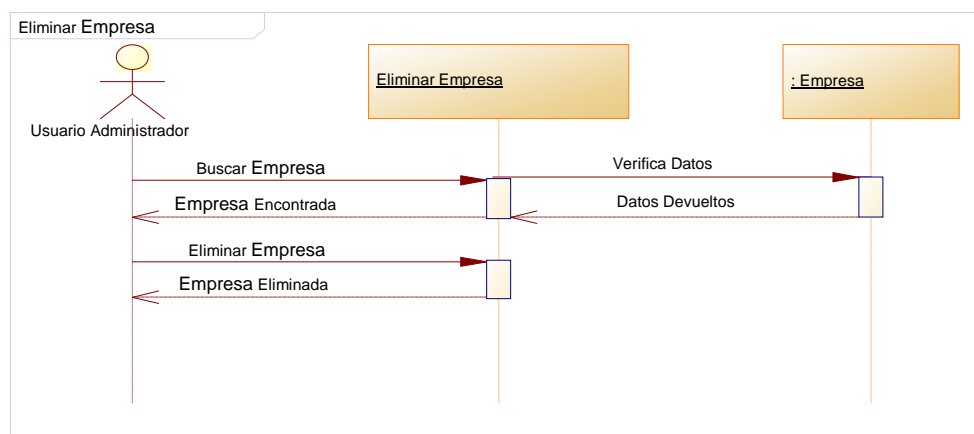 Eliminar Empresa
Eliminar Empresa
: Empresa
Usuario Administrador
Buscar Empresa
Verifica Datos
Empresa Encontrada
Datos Devueltos
Eliminar Empresa
Empresa Eliminada